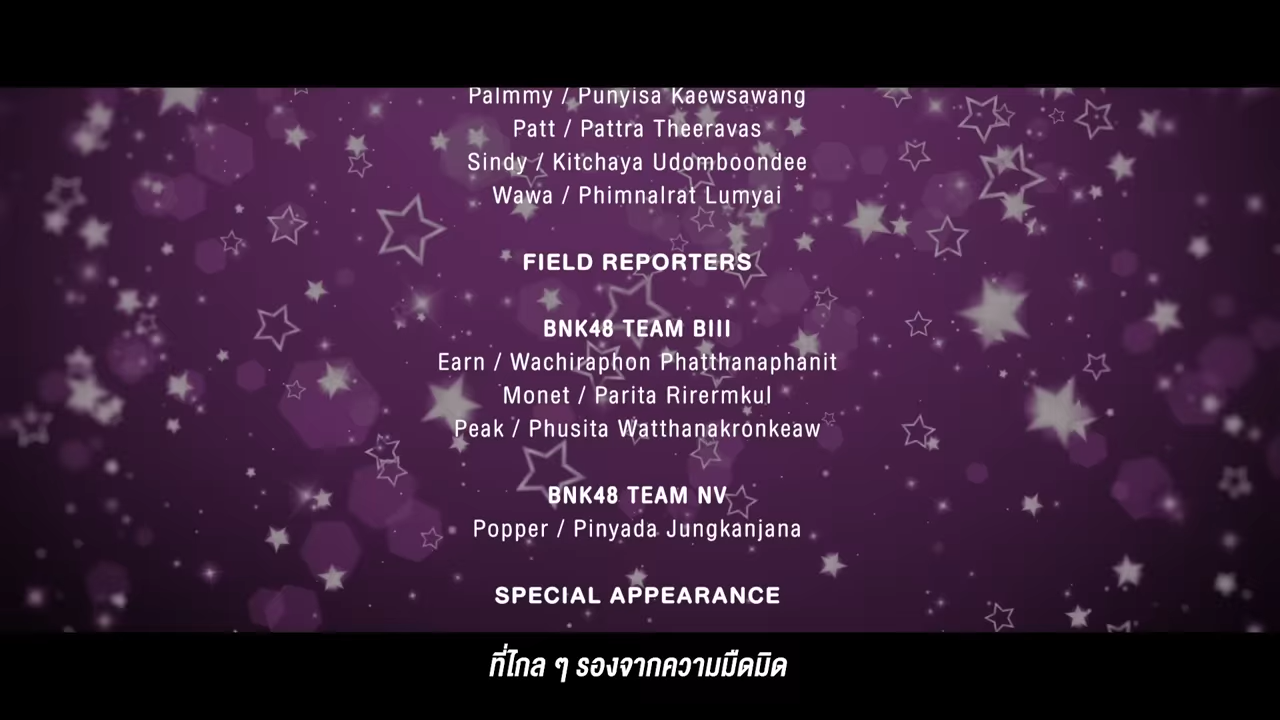 Palmmy / Punyisa Kaewsawang
Patt / Pattra Theeravas
Sindy / Kitchaya Udomboondee
Wawa / Phimnalrat Lumyai
FIELD REPORTERS
BNK48 TEAM BIII
Earn / Wachiraphon Phatthanaphanit
Monet / Parita Rirermkul
Peak / Phusita Watthanakronkeaw
BNK48 TEAM NV
Popper / Pinyada Jungkanjana
SPECIAL APPEARANCE
ที่ไกล ๆ รองจากความมืดมิด